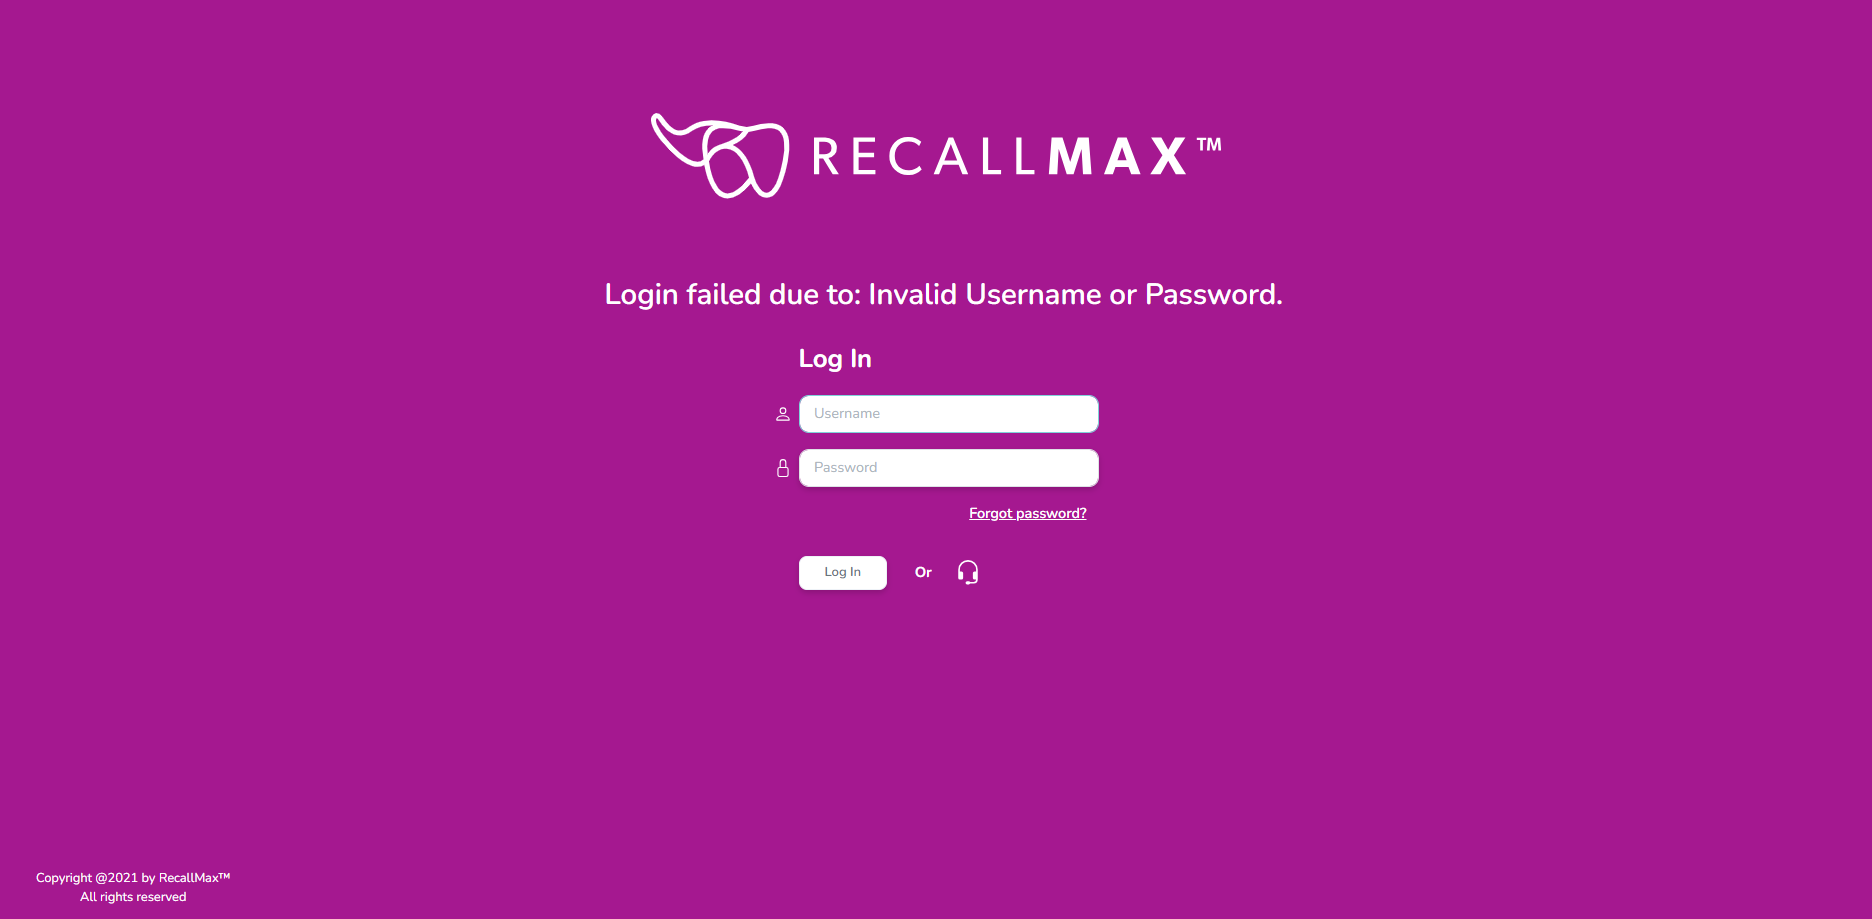 RECALLMAX™
Login failed due to: Invalid Username or Password.
Log In
Username
Password
Forgot password?
Log In Or
Copyright @2021 by RecallMax™
All rights reserved